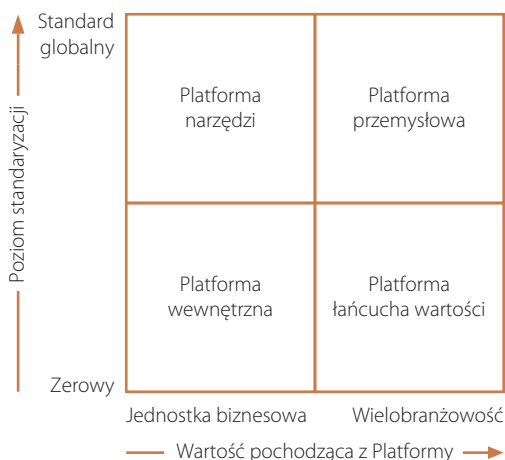 Standard
globalny
Poziom standaryzacji
Platforma
narzędzi
Platforma
przemysłowa
Platforma
wewnętrzna
Platforma
łańcucha wartości
Zerowy
Jednostka biznesowa
Wielobranżowość
Wartość pochodząca z Platformy